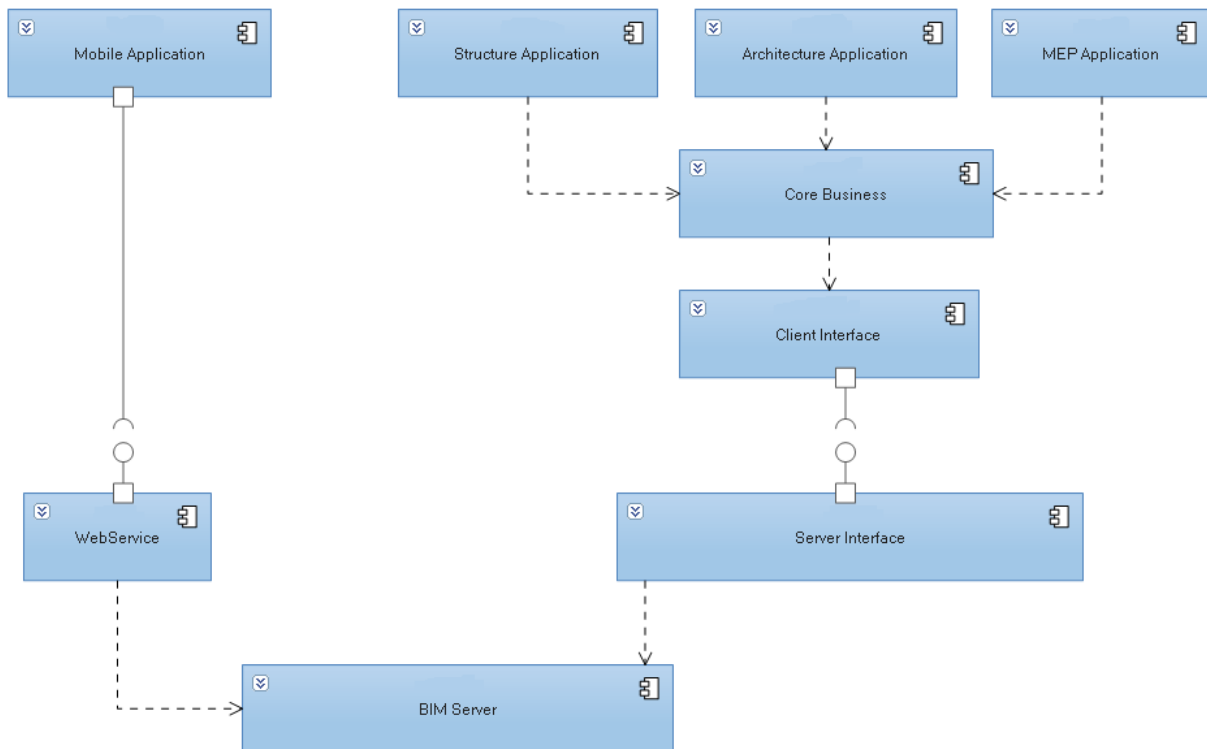 Mobile Application
Structure Application
Architecture Application
MEP Application
Core Business
Client Interface
WebService
Server Interface
BIM Server